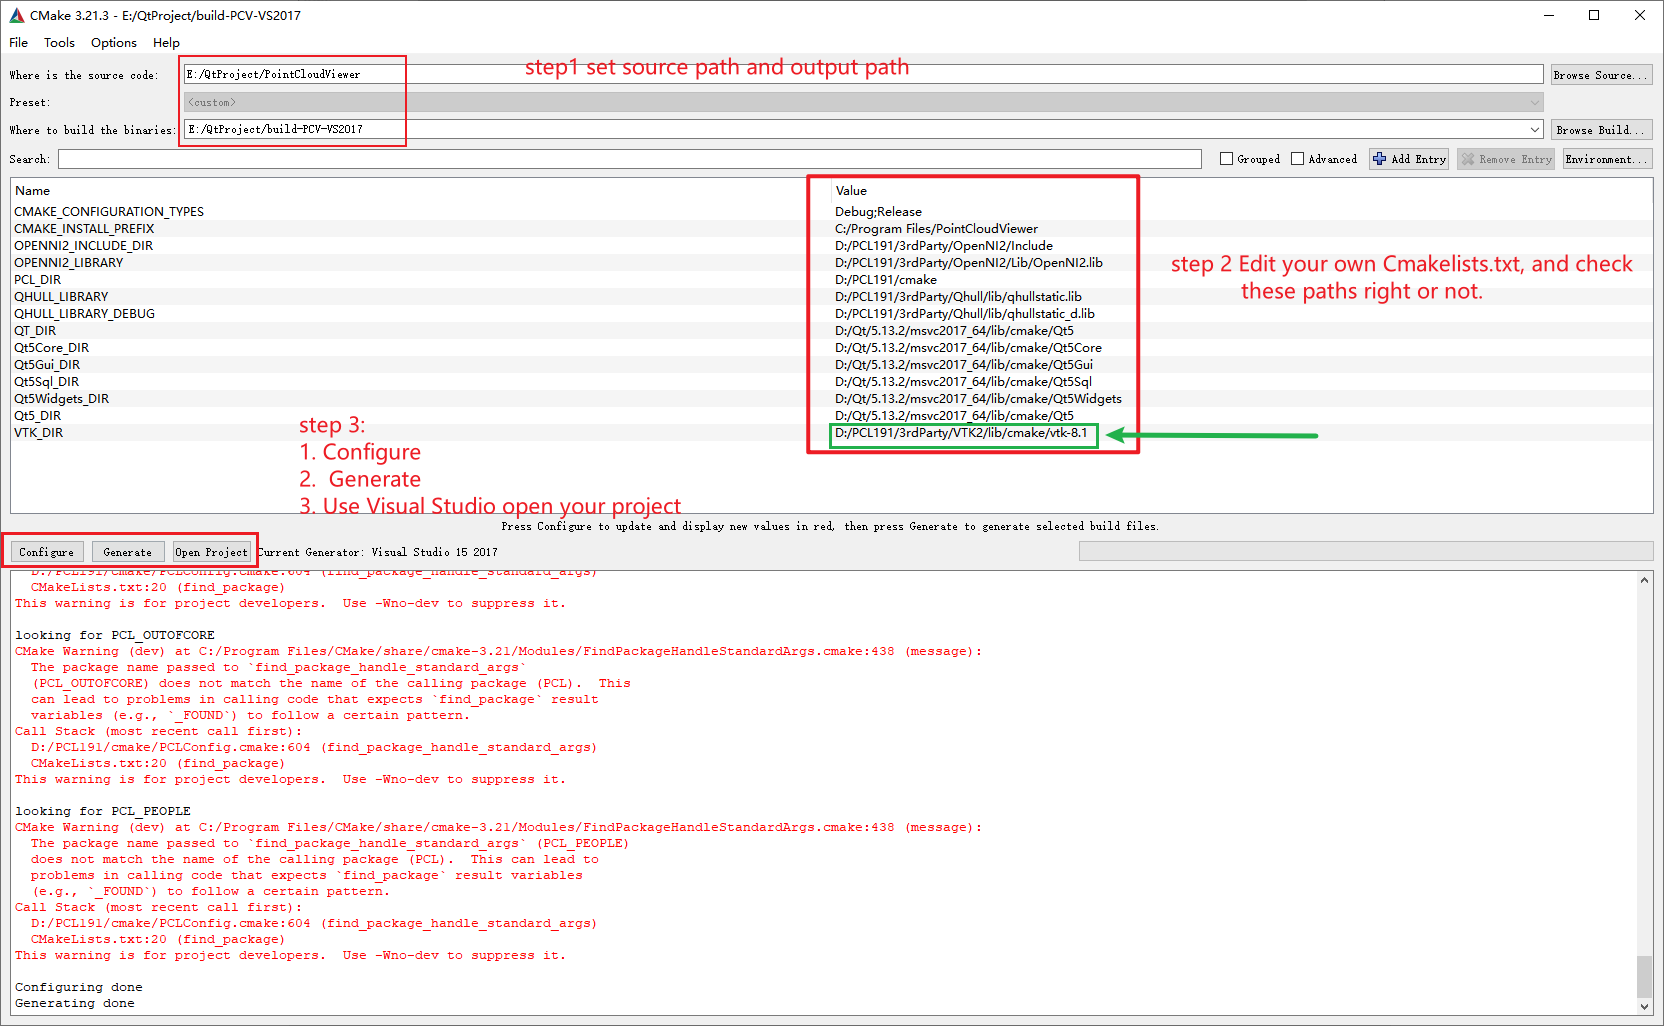 CMake 3.21.3 - E:/QtProject/build-PCV-VS2017
File Tools Options Help
Where is the source code: E:/QtProject/PointCloudViewer Browse Source...
step1 set source path and output path
Preset: <custom>
Where to build the binaries: E:/QtProject/build-PCV-VS2017 Browse Build...
Search: Grouped Advanced Add Entry Remove Entry Environment...
Name Value
CMAKE_CONFIGURATION_TYPES Debug;Release
CMAKE_INSTALL_PREFIX C:/Program Files/PointCloudViewer
OPENNI2_INCLUDE_DIR D:/PCL191/3rdParty/OpenNI2/Include
OPENNI2_LIBRARY D:/PCL191/3rdParty/OpenNI2/Lib/OpenNI2.lib
PCL_DIR D:/PCL191/cmake
QHULL_LIBRARY D:/PCL191/3rdParty/Qhull/lib/qhullstatic.lib
QHULL_LIBRARY_DEBUG D:/PCL191/3rdParty/Qhull/lib/qhullstatic_d.lib
QT_DIR D:/Qt/5.13.2/msvc2017_64/lib/cmake/Qt5
Qt5Core_DIR D:/Qt/5.13.2/msvc2017_64/lib/cmake/Qt5Core
Qt5Gui_DIR D:/Qt/5.13.2/msvc2017_64/lib/cmake/Qt5Gui
Qt5Sql_DIR D:/Qt/5.13.2/msvc2017_64/lib/cmake/Qt5Sql
Qt5Widgets_DIR D:/Qt/5.13.2/msvc2017_64/lib/cmake/Qt5Widgets
Qt5_DIR D:/Qt/5.13.2/msvc2017_64/lib/cmake/Qt5
VTK_DIR D:/PCL191/3rdParty/VTK2/lib/cmake/vtk-8.1
step 2 Edit your own Cmakelists.txt, and check
these paths right or not.
step 3:
1. Configure
2. Generate
3. Use Visual Studio open your project
Press Configure to update and display new values in red, then press Generate to generate selected build files.
Configure Generate Open Project Current Generator: Visual Studio 15 2017
D:/PCL191/cmake/PCLConfig.cmake:604 (find_package_handle_standard_args)
CMakeLists.txt:20 (find_package)
This warning is for project developers.  Use -Wno-dev to suppress it.
looking for PCL_OUTOFCORE
CMake Warning (dev) at C:/Program Files/CMake/share/cmake-3.21/Modules/FindPackageHandleStandardArgs.cmake:438 (message):
The package name passed to `find_package_handle_standard_args`
(PCL_OUTOFCORE) does not match the name of the calling package (PCL).  This
can lead to problems in calling code that expects `find_package` result
variables (e.g., `_FOUND`) to follow a certain pattern.
Call Stack (most recent call first):
D:/PCL191/cmake/PCLConfig.cmake:604 (find_package_handle_standard_args)
CMakeLists.txt:20 (find_package)
This warning is for project developers.  Use -Wno-dev to suppress it.
looking for PCL_PEOPLE
CMake Warning (dev) at C:/Program Files/CMake/share/cmake-3.21/Modules/FindPackageHandleStandardArgs.cmake:438 (message):
The package name passed to `find_package_handle_standard_args` (PCL_PEOPLE)
does not match the name of the calling package (PCL).  This can lead to
problems in calling code that expects `find_package` result variables
(e.g., `_FOUND`) to follow a certain pattern.
Call Stack (most recent call first):
D:/PCL191/cmake/PCLConfig.cmake:604 (find_package_handle_standard_args)
CMakeLists.txt:20 (find_package)
This warning is for project developers.  Use -Wno-dev to suppress it.
Configuring done
Generating done